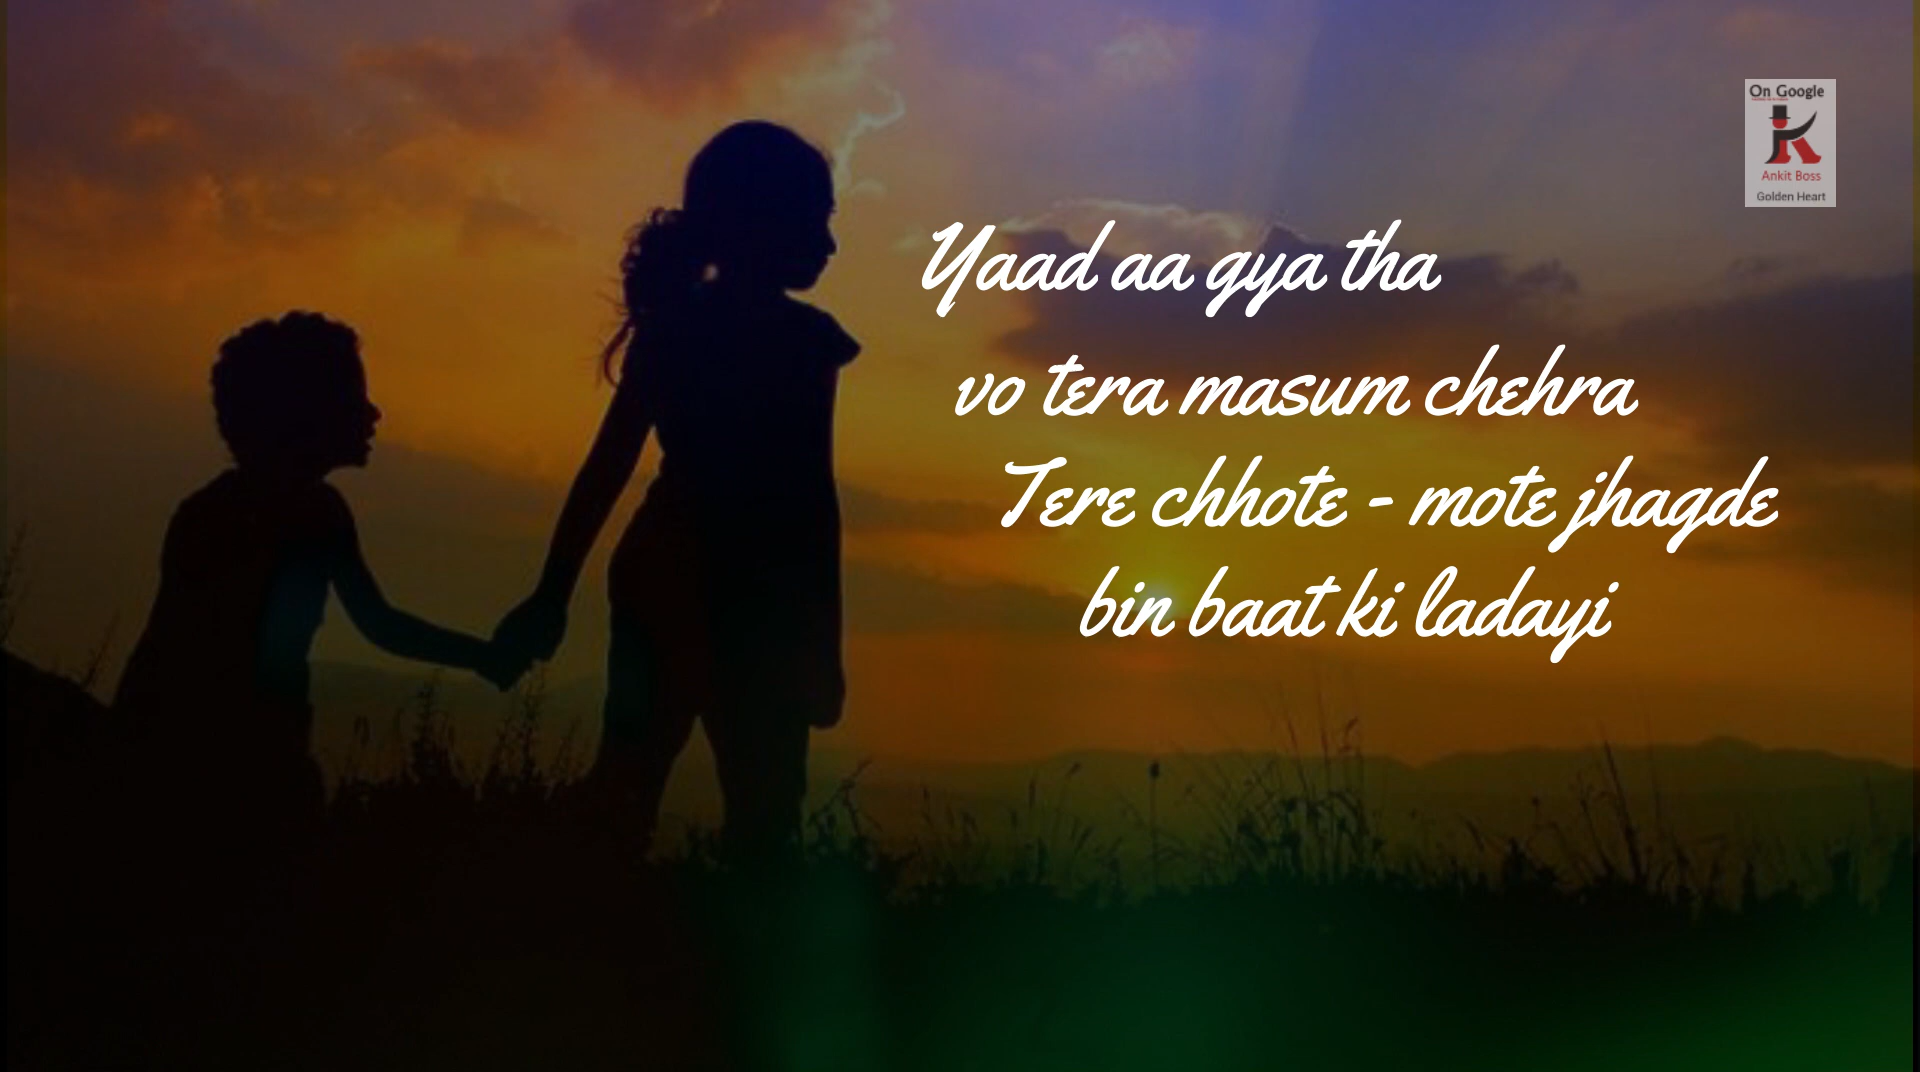 On Google
Ankit Boss
Golden Heart
Yaad aa gya tha
vo tera masum chehra
Tere chhote - mote jhagde
bin baat ki ladayi